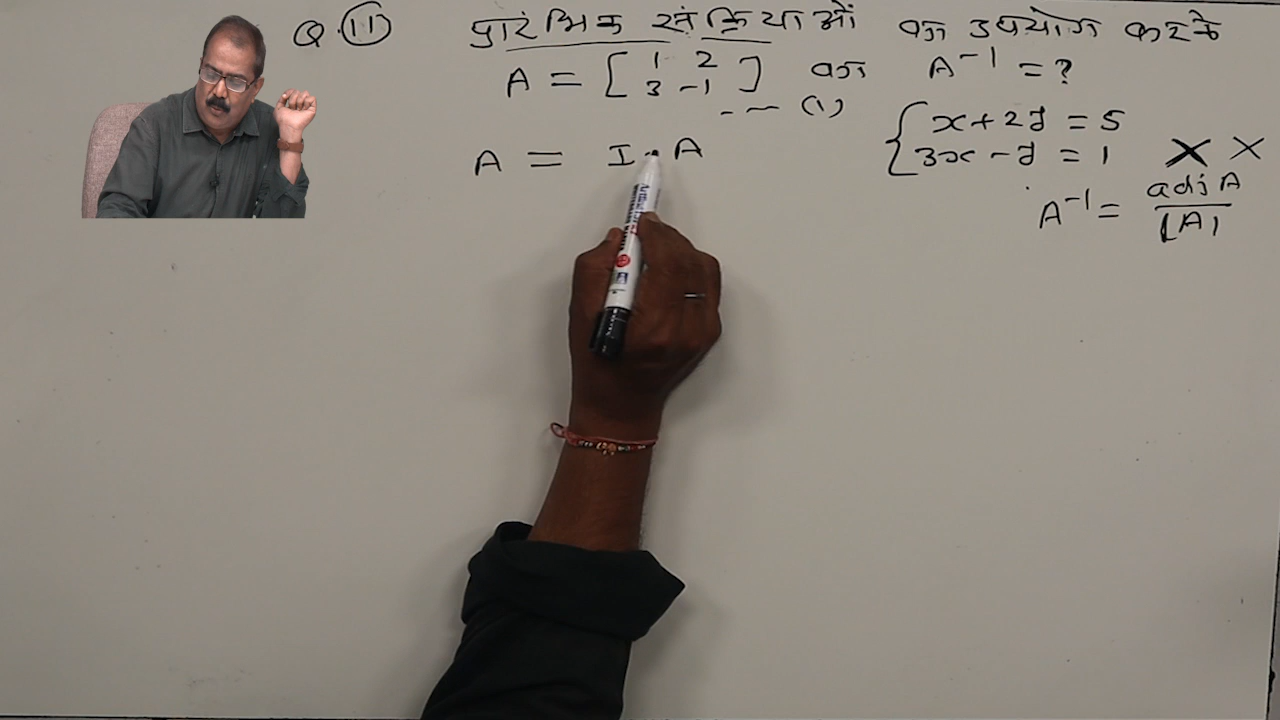 Q. 11 प्रारंभिक संक्रियाओं का उपयोग करके
A = [ 1 2 ; 3 -1 ] का A⁻¹ = ?
--- (1)
x + 2y = 5
3x - y = 1
A = I · A
A⁻¹ = adj A / |A|